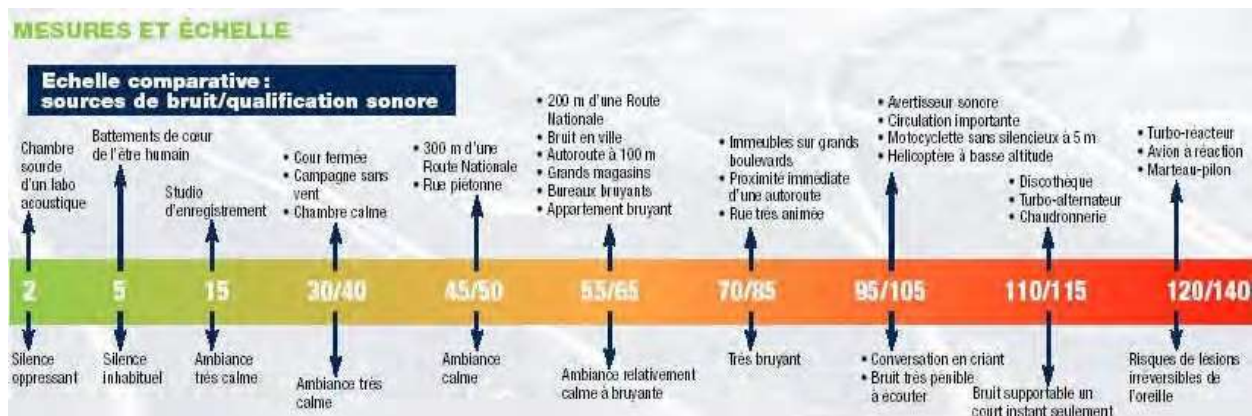 MESURES ET ÉCHELLE
Echelle comparative :
sources de bruit/qualification sonore
Chambre
sourde
d'un labo
acoustique
Battements de cœur
de l'être humain
Studio
d'enregistrement
• Cour fermée
• Campagne sans
vent
• Chambre calme
• 300 m d'une
Route Nationale
• Rue piétonne
• 200 m d'une Route
Nationale
• Bruit en ville
• Autoroute à 100 m
• Grands magasins
• Bureaux bruyants
• Appartement bruyant
• Immeubles sur grands
boulevards
• Proximité immédiate
d'une autoroute
• Rue très animée
• Avertisseur sonore
• Circulation importante
• Motocyclette sans silencieux à 5 m
• Hélicoptère à basse altitude
• Discothèque
• Turbo-alternateur
• Chaudronnerie
• Turbo-réacteur
• Avion à réaction
• Marteau-pilon
2 5 15 30/40 45/50 55/65 70/85 95/105 110/115 120/140
Silence
oppressant
Silence
inhabituel
Ambiance
très calme
Ambiance très
calme
Ambiance
calme
Ambiance relativement
calme à bruyante
Très bruyant
• Conversation en criant
• Bruit très pénible
à écouter
Bruit supportable un
court instant seulement
Risques de lésions
irréversibles de
l'oreille